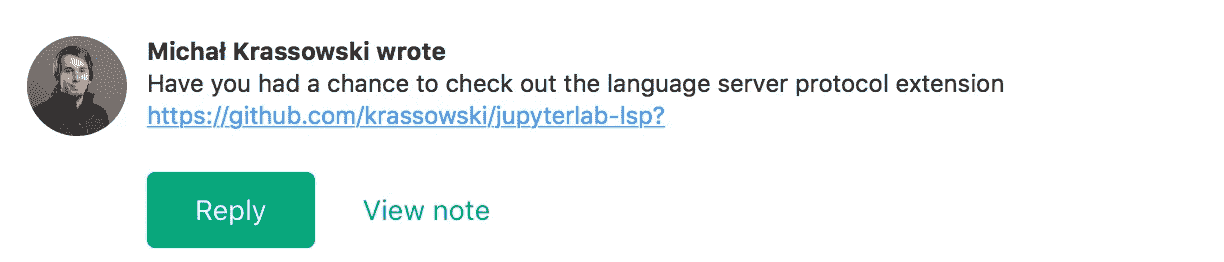 Michał Krassowski wrote
Have you had a chance to check out the language server protocol extension
https://github.com/krassowski/jupyterlab-lsp?
Reply View note